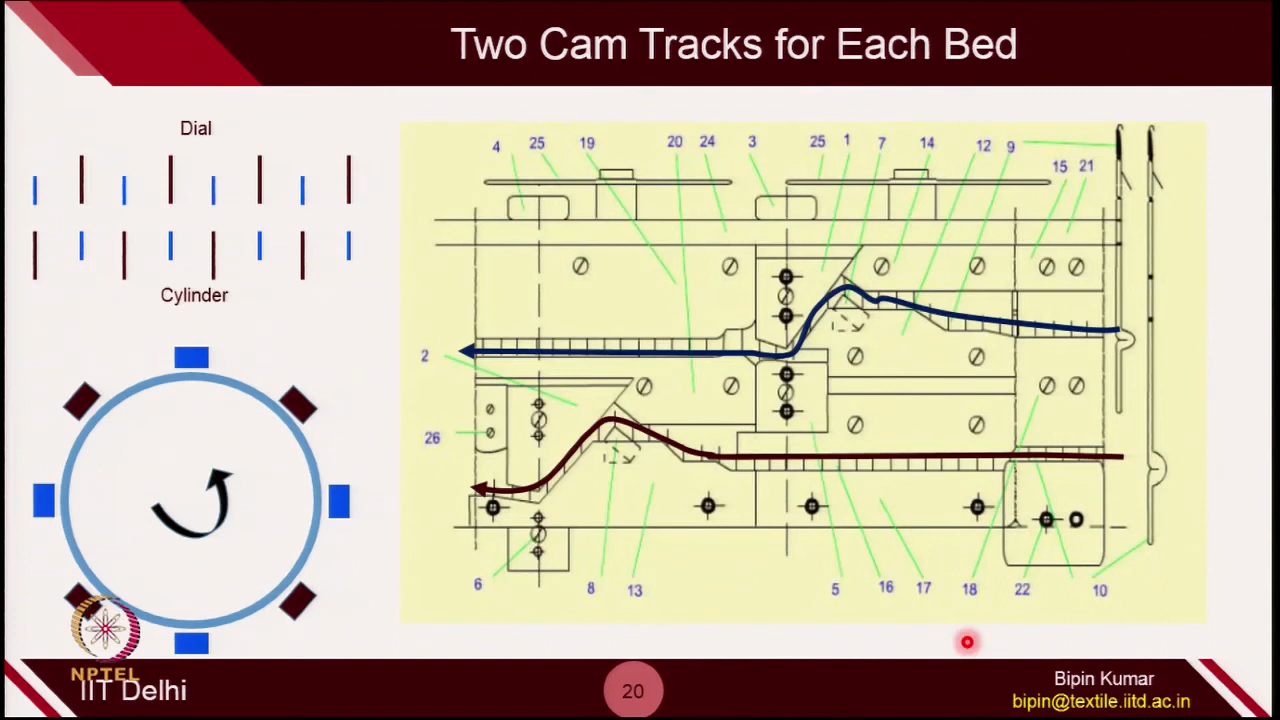 Two Cam Tracks for Each Bed
Dial
Cylinder
4 25 19 20 24 3 25 1 7 14 12 9 15 21
2
26
6 8 13 5 16 17 18 22 10
NPTEL
IIT Delhi
20
Bipin Kumar
bipin@textile.iitd.ac.in